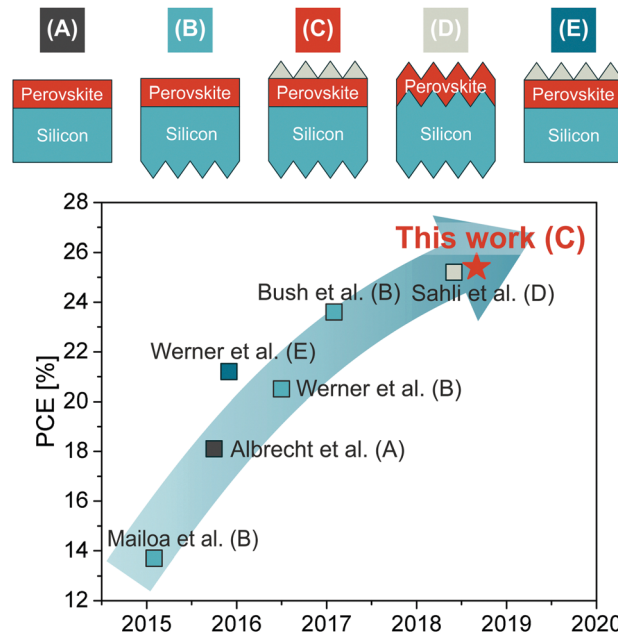 (A) (B) (C) (D) (E)
Perovskite Perovskite Perovskite Perovskite Perovskite
Silicon Silicon Silicon Silicon Silicon
28
26
24
22
20
18
16
14
12
PCE [%]
This work (C)
Sahli et al. (D)
Bush et al. (B)
Werner et al. (E)
Werner et al. (B)
Albrecht et al. (A)
Mailoa et al. (B)
2015 2016 2017 2018 2019 2020